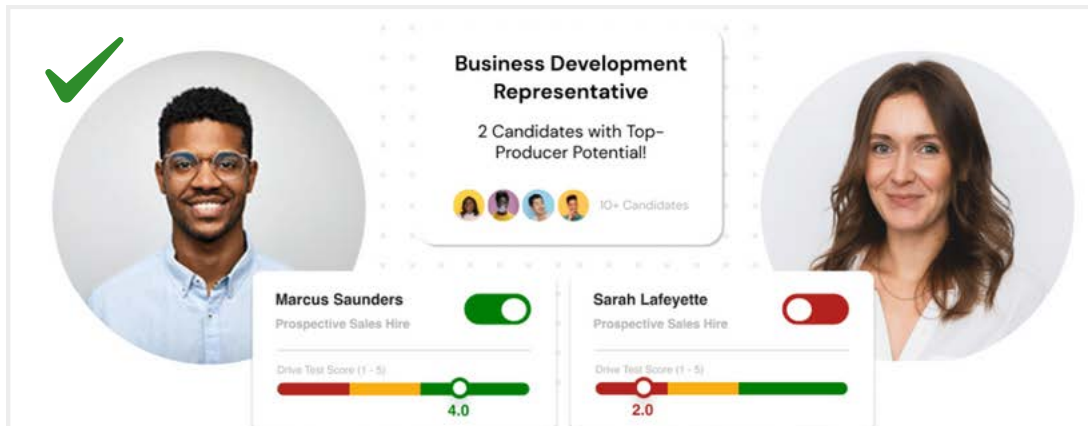 Business Development
Representative
2 Candidates with Top-
Producer Potential!
10+ Candidates
Marcus Saunders
Prospective Sales Hire
Drive Test Score (1 - 5)
4.0
Sarah Lafeyette
Prospective Sales Hire
Drive Test Score (1 - 5)
2.0